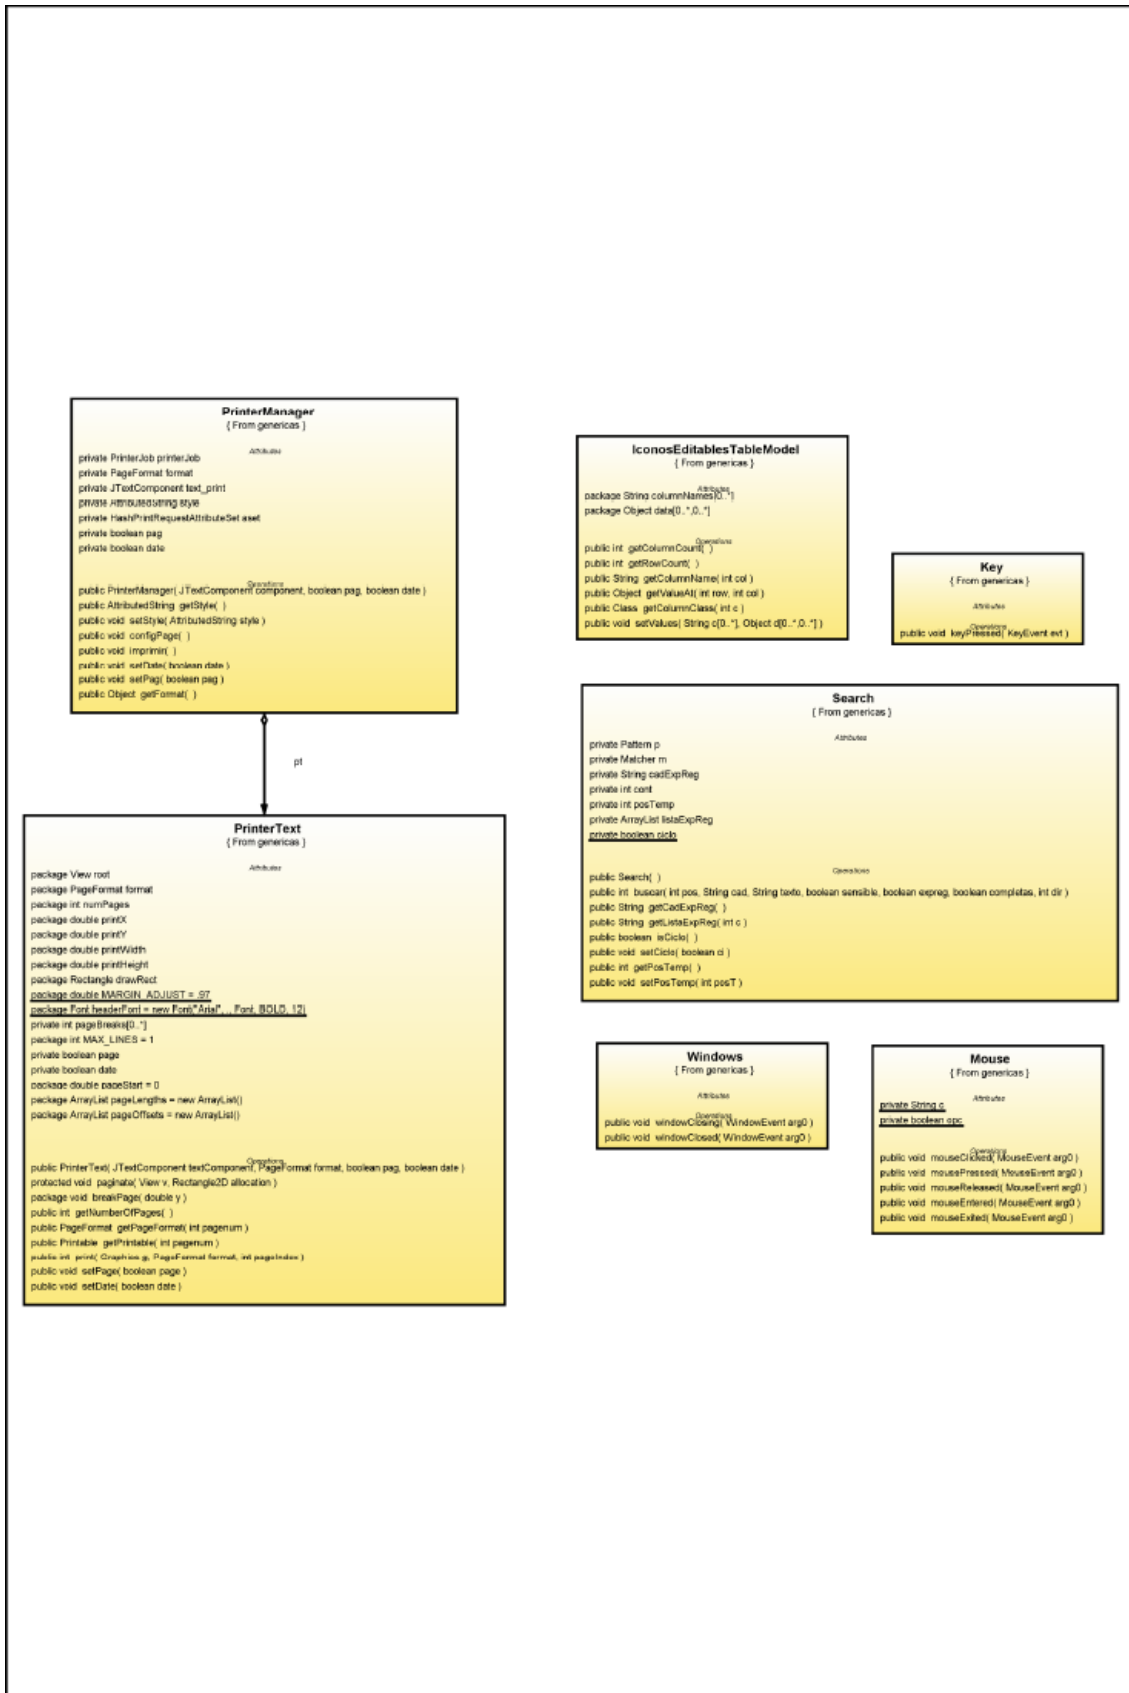 PrinterManager
{ From genericas }
Attributes
private PrinterJob printerJob
private PageFormat format
private JTextComponent text_print
private AttributedString style
private HashPrintRequestAttributeSet aset
private boolean pag
private boolean date
Operations
public PrinterManager( JTextComponent component, boolean pag, boolean date )
public AttributedString getStyle( )
public void setStyle( AttributedString style )
public void configPage( )
public void imprimir( )
public void setDate( boolean date )
public void setPag( boolean pag )
public Object getFormat( )
pt
PrinterText
{ From genericas }
Attributes
package View root
package PageFormat format
package int numPages
package double printX
package double printY
package double printWidth
package double printHeight
package Rectangle drawRect
package double MARGIN_ADJUST = .97
package Font headerFont = new Font("Arial", ., Font, BOLD, 12)
private int pageBreaks[0..*]
package int MAX_LINES = 1
private boolean page
private boolean date
package double pageStart = 0
package ArrayList pageLengths = new ArrayList()
package ArrayList pageOffsets = new ArrayList()
Operations
public PrinterText( JTextComponent textComponent, PageFormat format, boolean pag, boolean date )
protected void paginate( View v, Rectangle2D allocation )
package void breakPage( double y )
public int getNumberOfPages( )
public PageFormat getPageFormat( int pagenum )
public Printable getPrintable( int pagenum )
public int print( Graphics g, PageFormat format, int pageIndex )
public void setPage( boolean page )
public void setDate( boolean date )
IconosEditablesTableModel
{ From genericas }
Attributes
package String columnNames[0..*]
package Object data[0..*,0..*]
Operations
public int getColumnCount( )
public int getRowCount( )
public String getColumnName( int col )
public Object getValueAt( int row, int col )
public Class getColumnClass( int c )
public void setValues( String c[0..*], Object d[0..*,0..*] )
Key
{ From genericas }
Attributes
Operations
public void keyPressed( KeyEvent evt )
Search
{ From genericas }
Attributes
private Pattern p
private Matcher m
private String cadExpReg
private int cont
private int posTemp
private ArrayList listaExpReg
private boolean ciclo
Operations
public Search( )
public int buscar( int pos, String cad, String texto, boolean sensible, boolean expreg, boolean completas, int dir )
public String getCadExpReg( )
public String getListaExpReg( int c )
public boolean isCiclo( )
public void setCiclo( boolean ci )
public int getPosTemp( )
public void setPosTemp( int posT )
Windows
{ From genericas }
Attributes
Operations
public void windowClosing( WindowEvent arg0 )
public void windowClosed( WindowEvent arg0 )
Mouse
{ From genericas }
Attributes
private String c
private boolean opc
Operations
public void mouseClicked( MouseEvent arg0 )
public void mousePressed( MouseEvent arg0 )
public void mouseReleased( MouseEvent arg0 )
public void mouseEntered( MouseEvent arg0 )
public void mouseExited( MouseEvent arg0 )